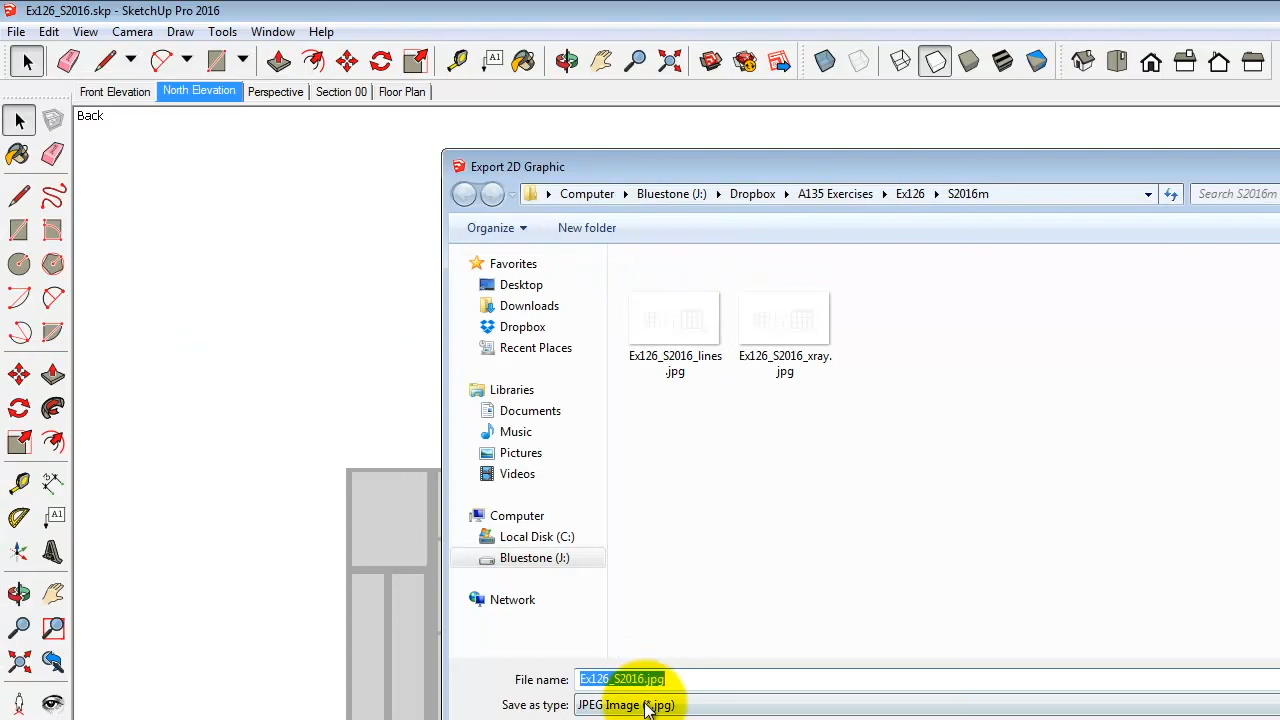 Ex126_S2016.skp - SketchUp Pro 2016
File Edit View Camera Draw Tools Window Help
Front Elevation North Elevation Perspective Section 00 Floor Plan
Back
Export 2D Graphic
Computer Bluestone (J:) Dropbox A135 Exercises Ex126 S2016m Search S2016m
Organize New folder
Favorites
Desktop
Downloads
Dropbox
Recent Places
Libraries
Documents
Music
Pictures
Videos
Computer
Local Disk (C:)
Bluestone (J:)
Network
Ex126_S2016_lines
.jpg
Ex126_S2016_xray.
jpg
File name: Ex126_S2016.jpg
Save as type: JPEG Image (*.jpg)